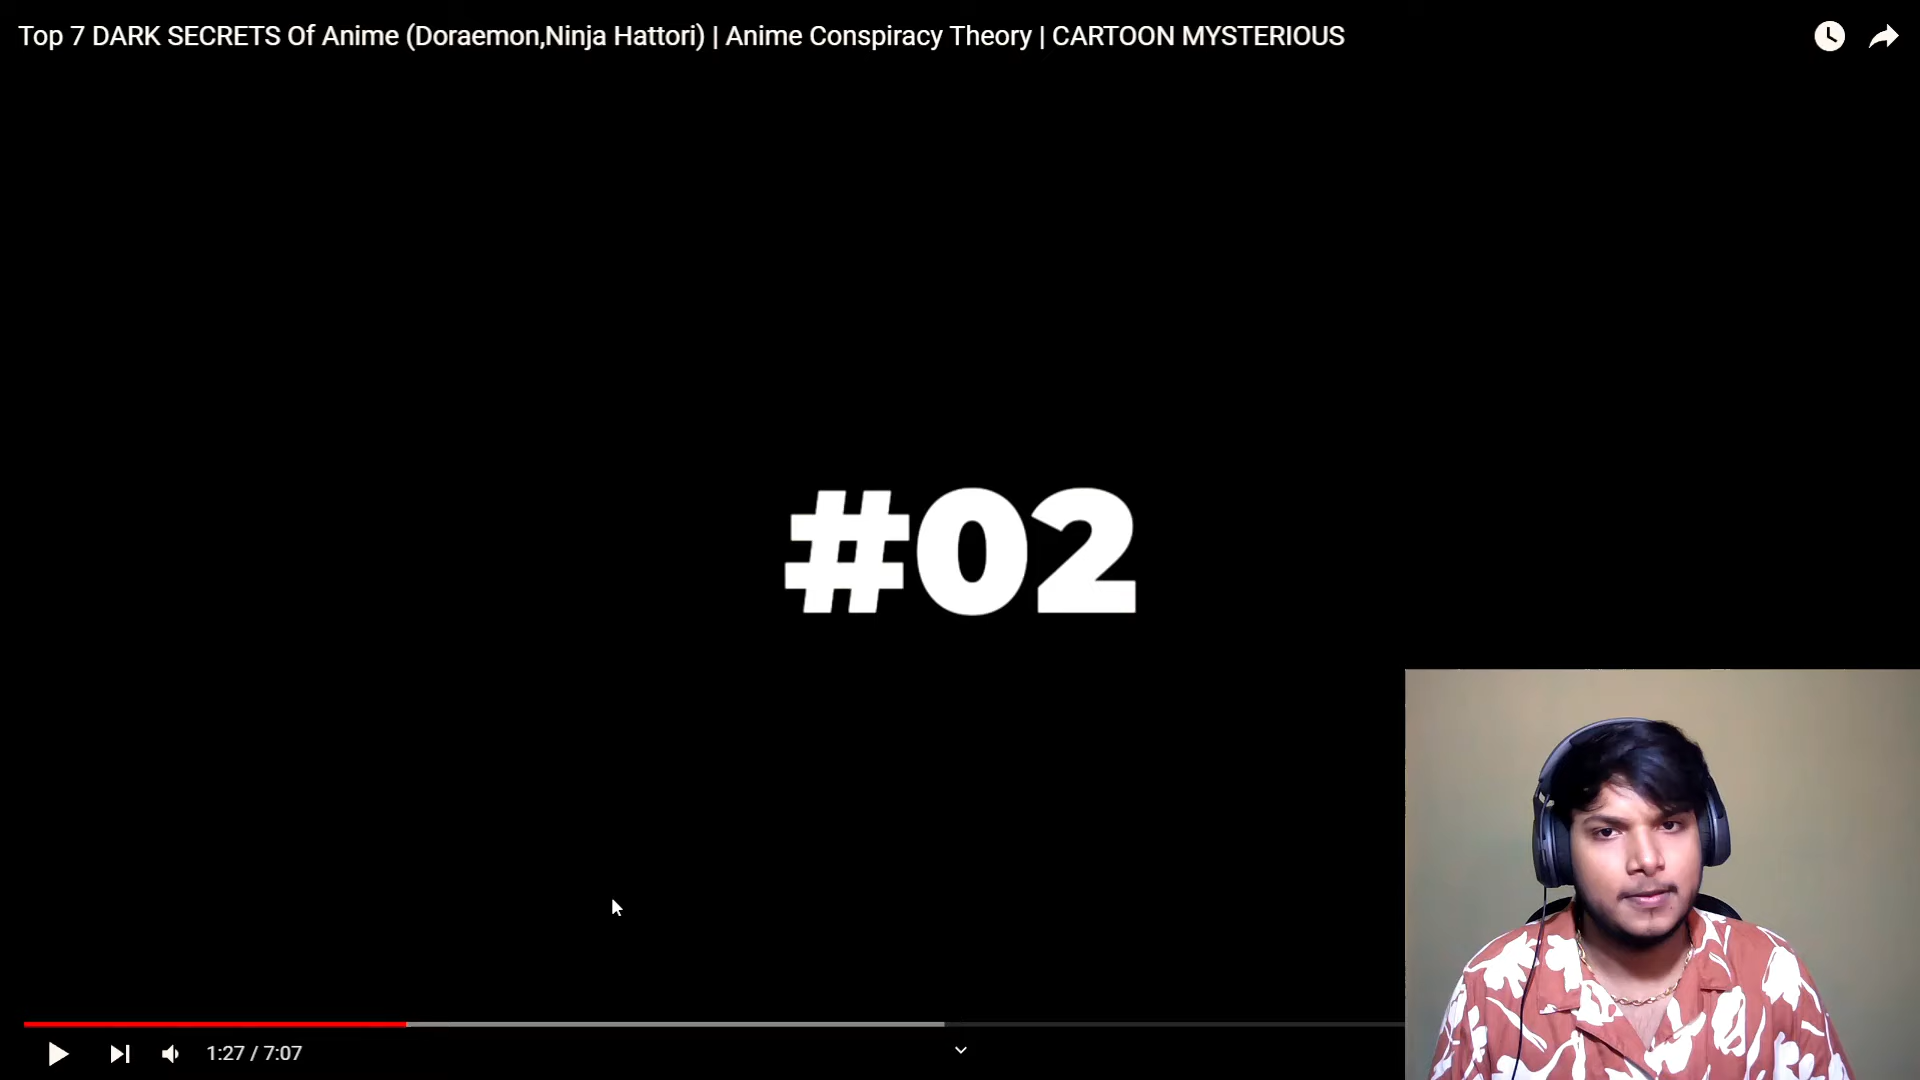 Top 7 DARK SECRETS Of Anime (Doraemon,Ninja Hattori) | Anime Conspiracy Theory | CARTOON MYSTERIOUS
#02
1:27 / 7:07